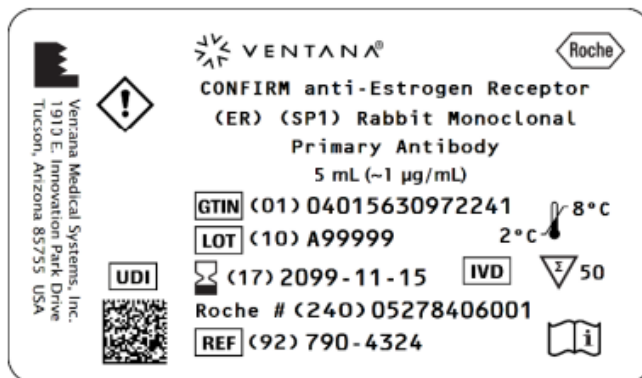 VENTANA®
Roche
CONFIRM anti-Estrogen Receptor
(ER) (SP1) Rabbit Monoclonal
Primary Antibody
5 mL (~1 µg/mL)
GTIN (01) 04015630972241
8°C
2°C
LOT (10) A99999
(17) 2099-11-15
IVD
Σ 50
Roche # (240) 05278406001
REF (92) 790-4324
i
UDI
!
Ventana Medical Systems, Inc.
1910 E. Innovation Park Drive
Tucson, Arizona 85755 USA